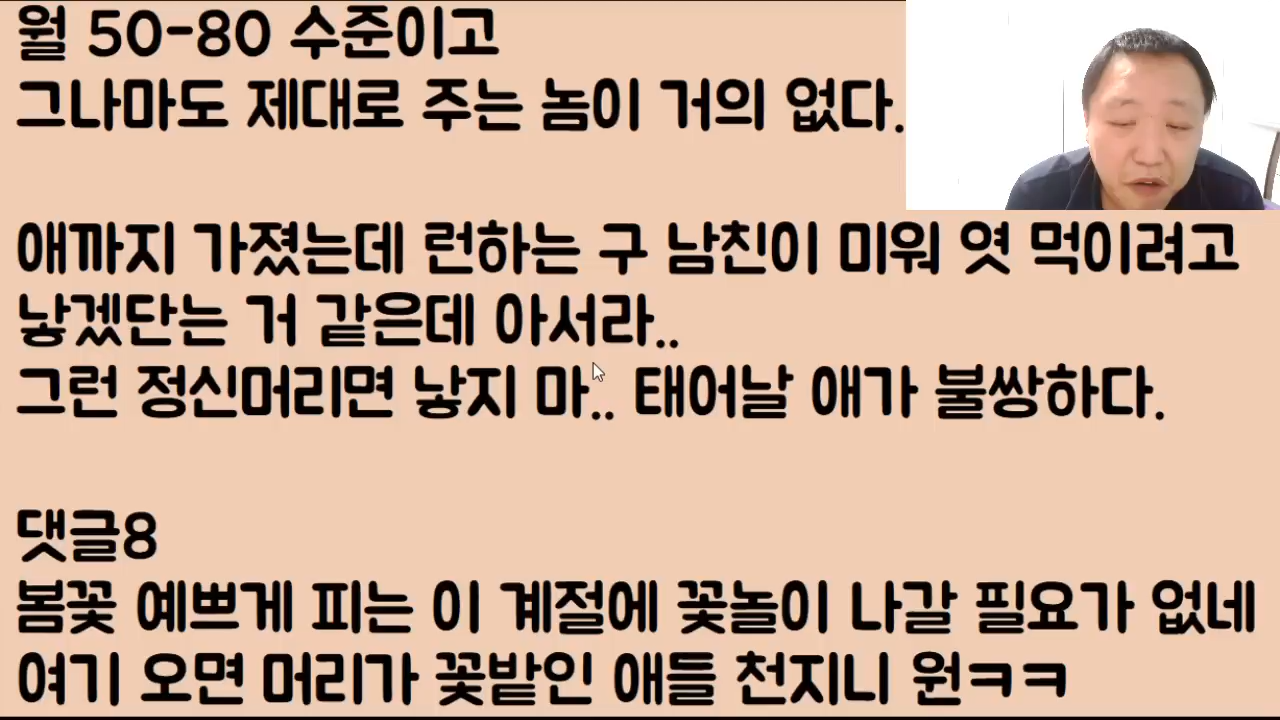 월 50-80 수준이고
그나마도 제대로 주는 놈이 거의 없다.
애까지 가졌는데 런하는 구 남친이 미워 엿 먹이려고
낳겠단는 거 같은데 아서라..
그런 정신머리면 낳지 마.. 태어날 애가 불쌍하다.
댓글8
봄꽃 예쁘게 피는 이 계절에 꽃놀이 나갈 필요가 없네
여기 오면 머리가 꽃밭인 애들 천지니 원ㅋㅋ